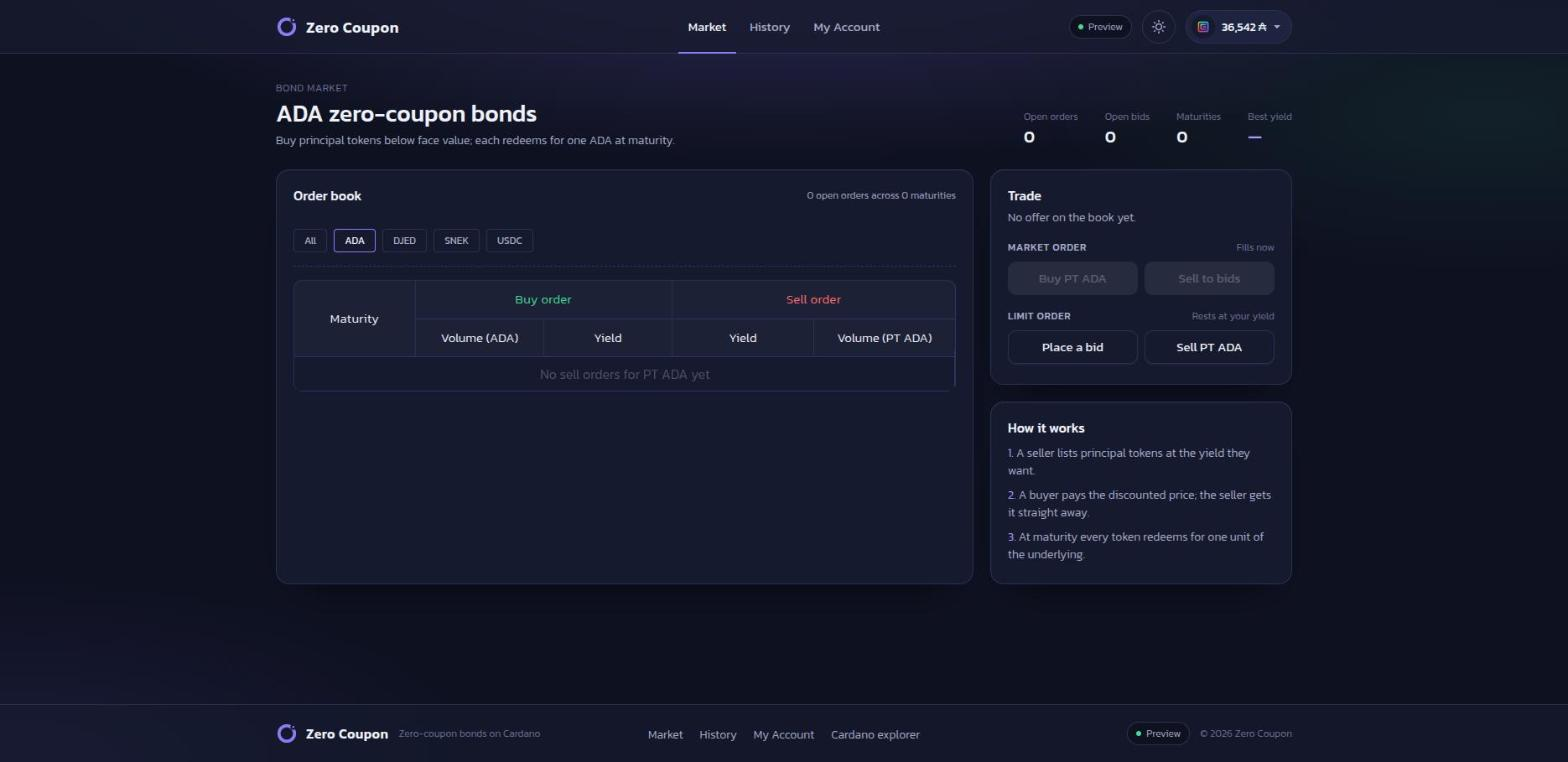 Zero Coupon
Market
History
My Account
Preview
36,542 ₳
BOND MARKET
ADA zero-coupon bonds
Buy principal tokens below face value; each redeems for one ADA at maturity.
Open orders
Open bids
Maturities
Best yield
0
0
0
—
Order book
0 open orders across 0 maturities
All
ADA
DJED
SNEK
USDC
Maturity
Buy order
Sell order
Volume (ADA)
Yield
Yield
Volume (PT ADA)
No sell orders for PT ADA yet
Trade
No offer on the book yet.
MARKET ORDER
Fills now
Buy PT ADA
Sell to bids
LIMIT ORDER
Rests at your yield
Place a bid
Sell PT ADA
How it works
1. A seller lists principal tokens at the yield they
want.
2. A buyer pays the discounted price; the seller gets
it straight away.
3. At maturity every token redeems for one unit of
the underlying.
Zero Coupon
Zero-coupon bonds on Cardano
Market
History
My Account
Cardano explorer
Preview
© 2026 Zero Coupon